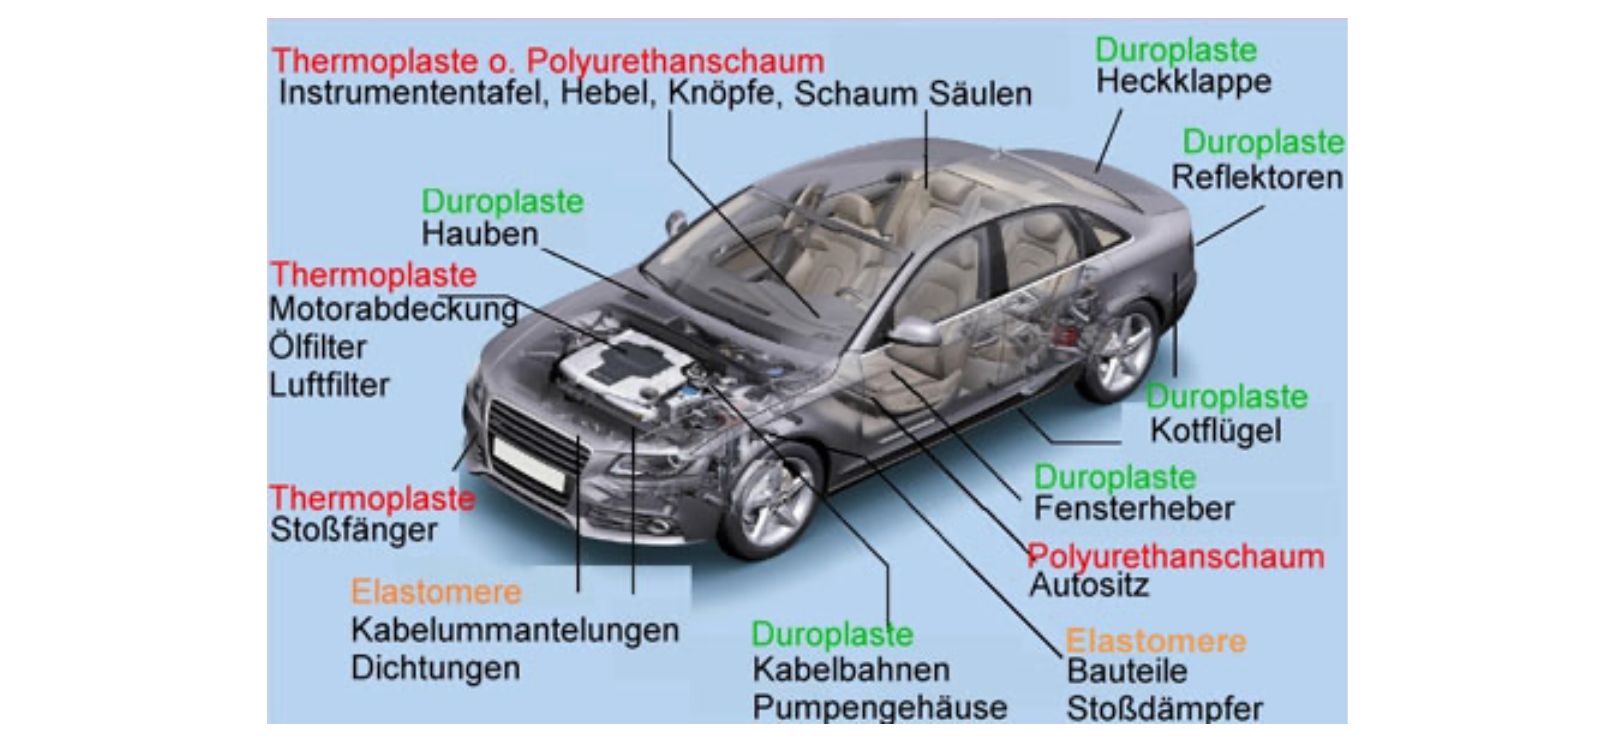 Thermoplaste o. Polyurethanschaum
Instrumententafel, Hebel, Knöpfe, Schaum Säulen
Duroplaste
Heckklappe
Duroplaste
Reflektoren
Duroplaste
Hauben
Thermoplaste
Motorabdeckung
Ölfilter
Luftfilter
Duroplaste
Kotflügel
Duroplaste
Fensterheber
Thermoplaste
Stoßfänger
Polyurethanschaum
Autositz
Elastomere
Kabelummantelungen
Dichtungen
Duroplaste
Kabelbahnen
Pumpengehäuse
Elastomere
Bauteile
Stoßdämpfer